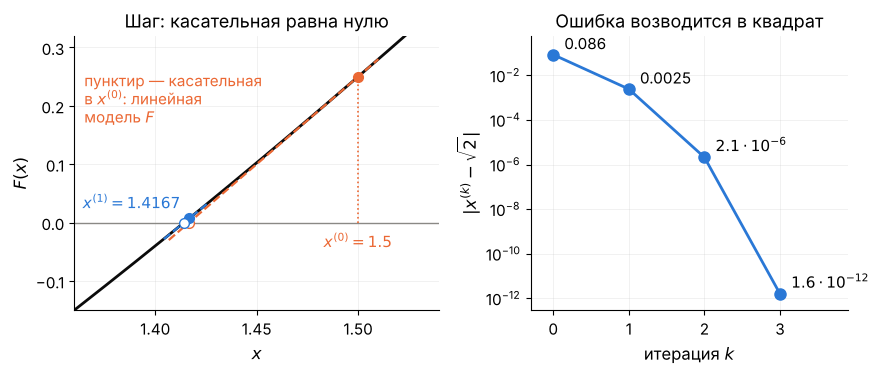 Шаг: касательная равна нулю
F(x)
0.3
0.2
0.1
0.0
−0.1
пунктир — касательная
в x^(0): линейная
модель F
x^(1) = 1.4167
x^(0) = 1.5
1.40
1.45
1.50
x
Ошибка возводится в квадрат
|x^(k) − √2|
10^−2
10^−4
10^−6
10^−8
10^−10
10^−12
0.086
0.0025
2.1 · 10^−6
1.6 · 10^−12
0
1
2
3
итерация k